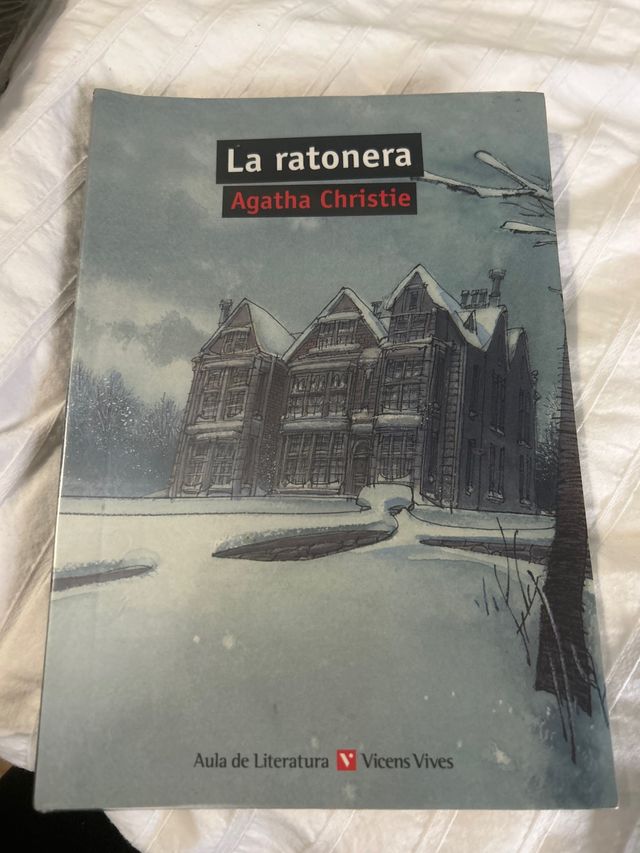 La ratonera
Agatha Christie
Aula de Literatura V Vicens Vives